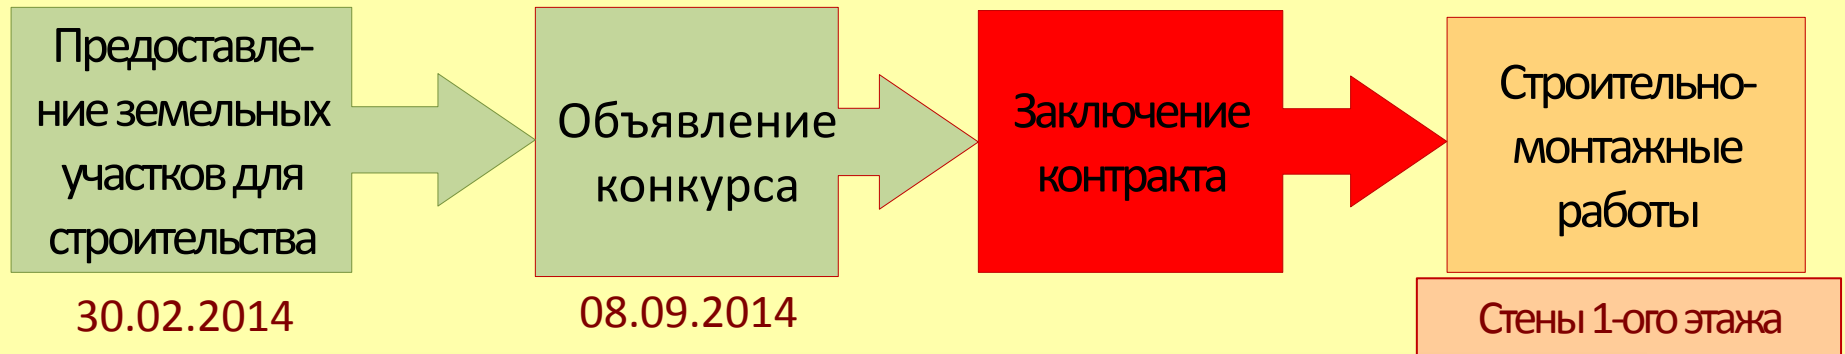 Предоставле-
ние земельных
участков для
строительства
30.02.2014
Объявление
конкурса
08.09.2014
Заключение
контракта
Строительно-
монтажные
работы
Стены 1-ого этажа